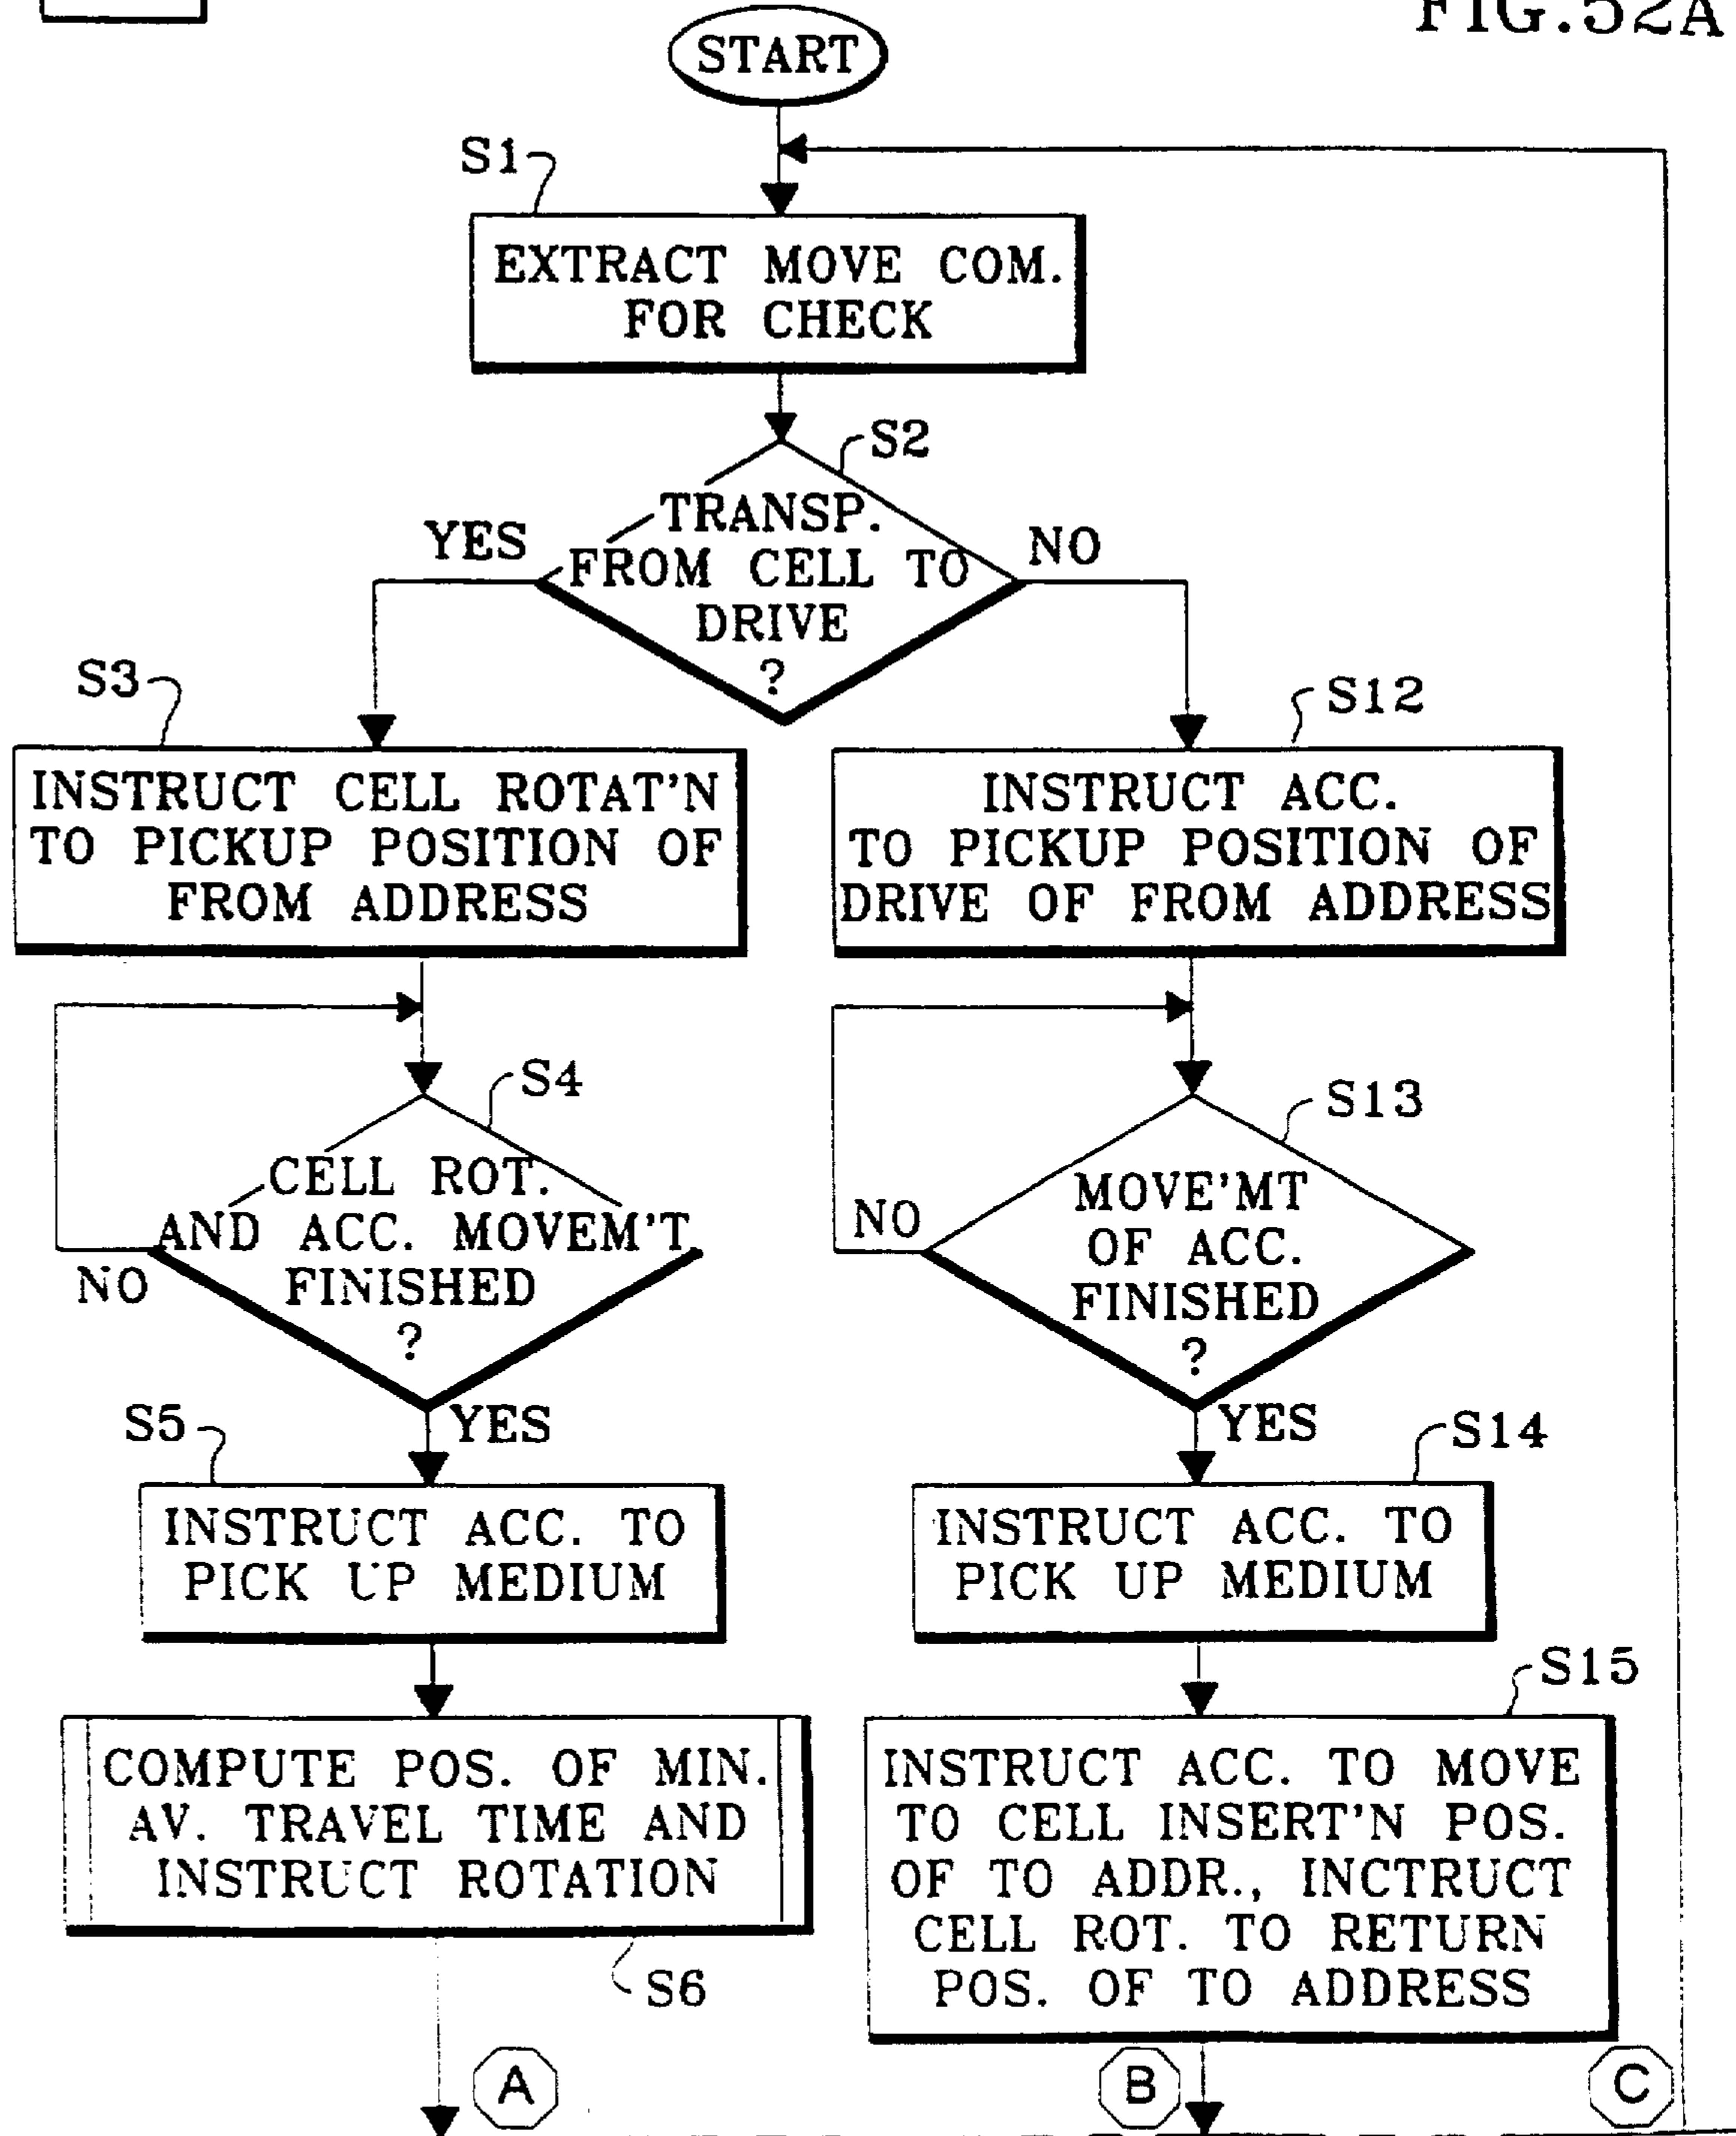 FIG.52A
START
S1
EXTRACT MOVE COM.
FOR CHECK
S2
TRANSP.
FROM CELL TO
DRIVE
?
YES
NO
S3
INSTRUCT CELL ROTAT'N
TO PICKUP POSITION OF
FROM ADDRESS
S12
INSTRUCT ACC.
TO PICKUP POSITION OF
DRIVE OF FROM ADDRESS
S4
CELL ROT.
AND ACC. MOVEM'T
FINISHED
?
NO
YES
S13
MOVE'MT
OF ACC.
FINISHED
?
NO
YES
S5
INSTRUCT ACC. TO
PICK UP MEDIUM
S14
INSTRUCT ACC. TO
PICK UP MEDIUM
COMPUTE POS. OF MIN.
AV. TRAVEL TIME AND
INSTRUCT ROTATION
S6
S15
INSTRUCT ACC. TO MOVE
TO CELL INSERT'N POS.
OF TO ADDR., INCTRUCT
CELL ROT. TO RETURN
POS. OF TO ADDRESS
A
B
C